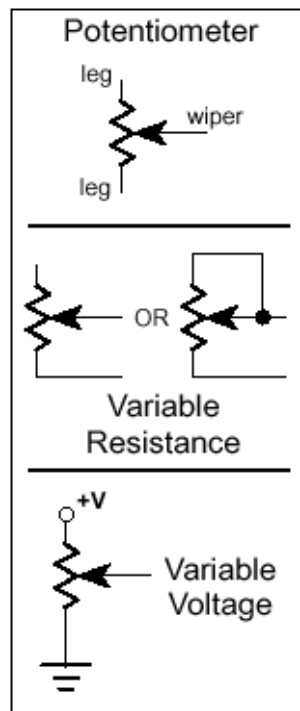 Potentiometer
leg
wiper
leg
OR
Variable
Resistance
+V
Variable
Voltage